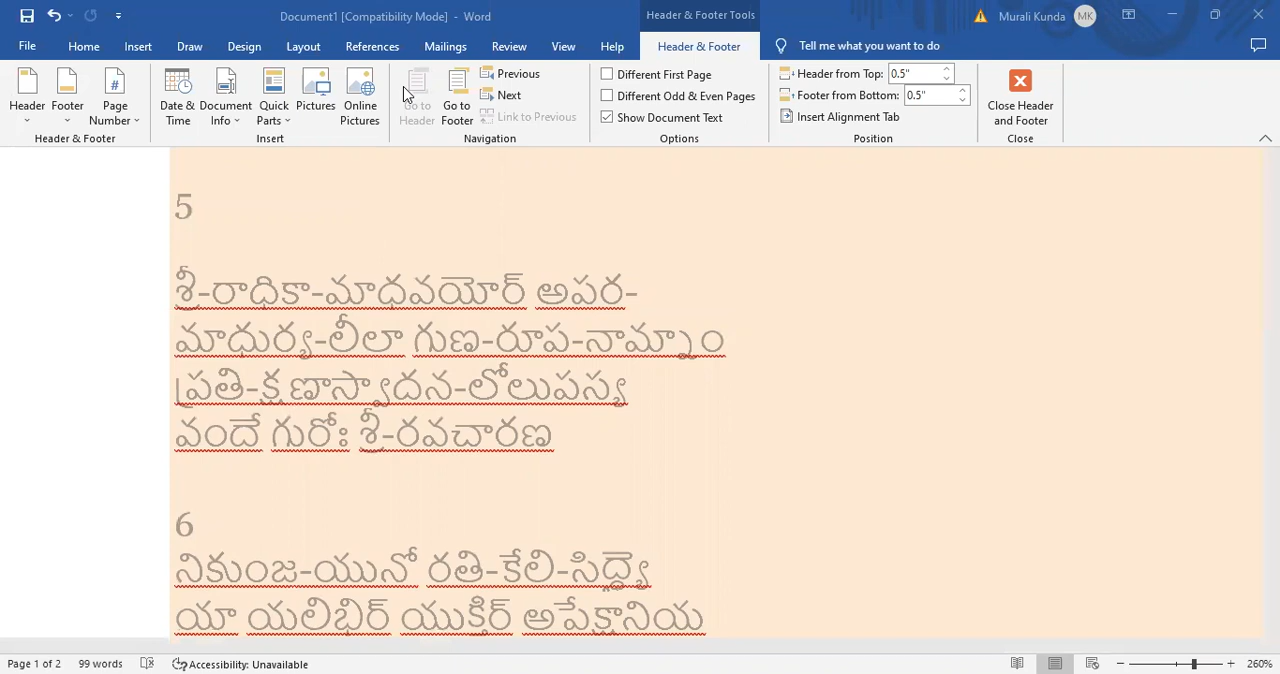 Document1 [Compatibility Mode] - Word
Header & Footer Tools
Murali Kunda
MK
File
Home
Insert
Draw
Design
Layout
References
Mailings
Review
View
Help
Header & Footer
Tell me what you want to do
Header
Footer
Page Number
Header & Footer
Date & Time
Document Info
Quick Parts
Pictures
Online Pictures
Insert
Go to Header
Go to Footer
Previous
Next
Link to Previous
Navigation
Different First Page
Different Odd & Even Pages
Show Document Text
Options
Header from Top: 0.5"
Footer from Bottom: 0.5"
Insert Alignment Tab
Position
Close Header and Footer
Close
5
శ్రీ-రాధికా-మాధవయోర్ అపర-
మాధుర్య-లీలా గుణ-రూప-నామ్నాం
ప్రతి-క్షణాస్వాదన-లోలుపస్య
వందే గురోః శ్రీ-రవచారణ
6
నికుంజ-యునో రతి-కేలి-సిద్ధ్యై
యా యలిభిర్ యుక్తిర్ అపేక్షానియ
Page 1 of 2
99 words
Accessibility: Unavailable
260%